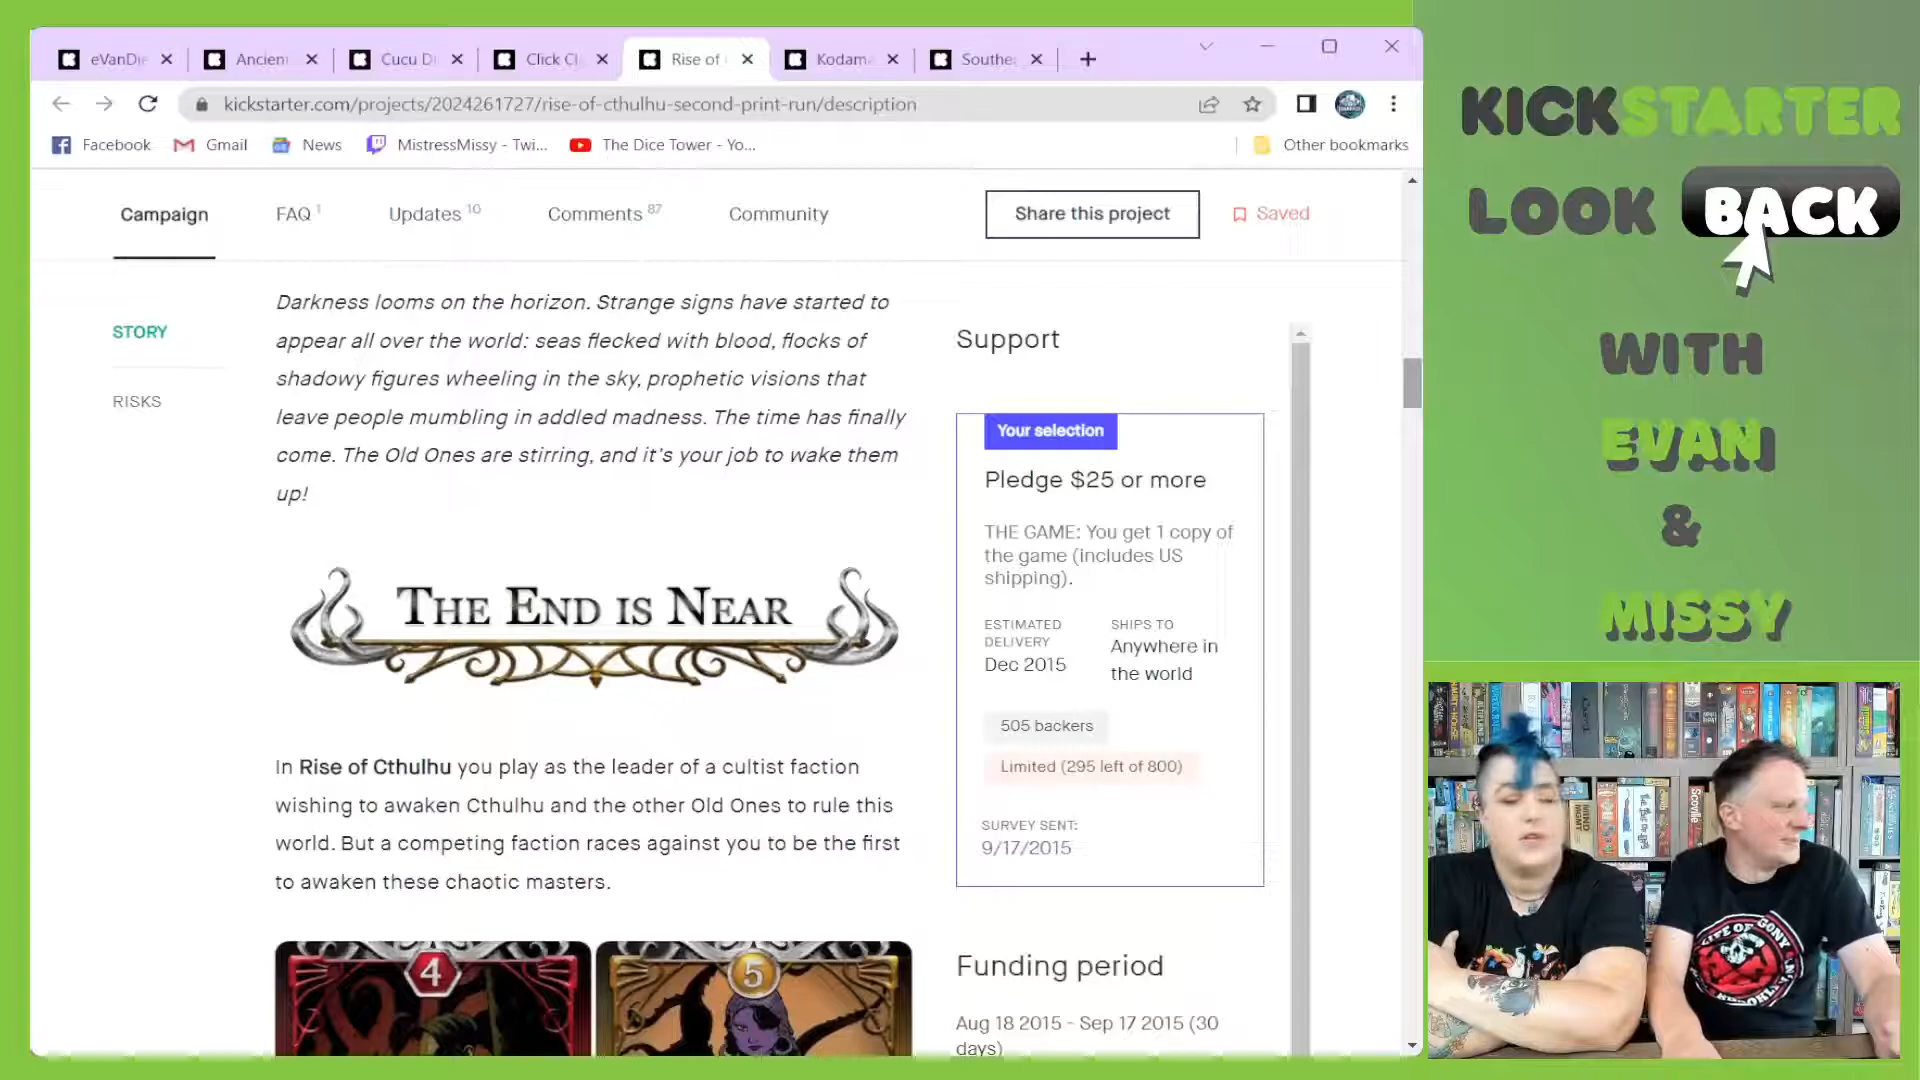 eVanDie
Ancien
Cucu D
Click Cl
Rise of
Kodama
Southe
kickstarter.com/projects/2024261727/rise-of-cthulhu-second-print-run/description
Facebook
Gmail
News
MistressMissy - Twi...
The Dice Tower - Yo...
Other bookmarks
Campaign
FAQ 1
Updates 10
Comments 87
Community
Share this project
Saved
STORY
RISKS
Darkness looms on the horizon. Strange signs have started to
appear all over the world: seas flecked with blood, flocks of
shadowy figures wheeling in the sky, prophetic visions that
leave people mumbling in addled madness. The time has finally
come. The Old Ones are stirring, and it's your job to wake them
up!
THE END IS NEAR
In Rise of Cthulhu you play as the leader of a cultist faction
wishing to awaken Cthulhu and the other Old Ones to rule this
world. But a competing faction races against you to be the first
to awaken these chaotic masters.
4
5
Support
Your selection
Pledge $25 or more
THE GAME: You get 1 copy of
the game (includes US
shipping).
ESTIMATED
DELIVERY
Dec 2015
SHIPS TO
Anywhere in
the world
505 backers
Limited (295 left of 800)
SURVEY SENT:
9/17/2015
Funding period
Aug 18 2015 - Sep 17 2015 (30
days)
KICKSTARTER
LOOK BACK
WITH
EVAN
&
MISSY
MIND
MGMT
Scoville